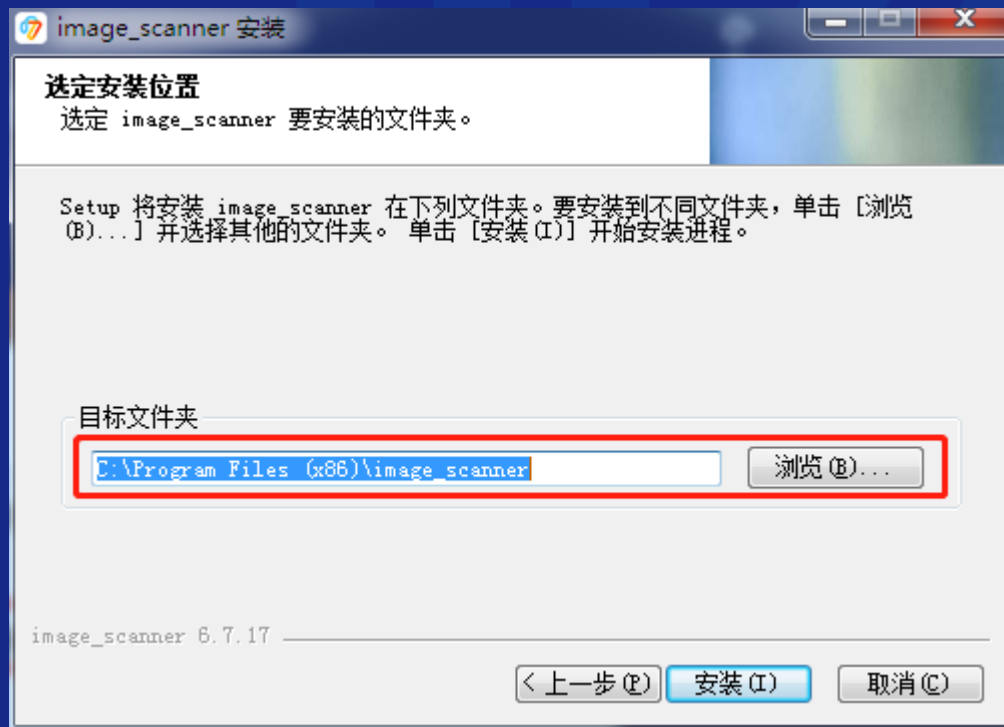 image_scanner 安装
选定安装位置
选定 image_scanner 要安装的文件夹。
Setup 将安装 image_scanner 在下列文件夹。要安装到不同文件夹，单击 [浏览
(B)...] 并选择其他的文件夹。 单击 [安装(I)] 开始安装进程。
目标文件夹
C:\Program Files (x86)\image_scanner
浏览(B)...
image_scanner 6.7.17
< 上一步(P)
安装(I)
取消(C)